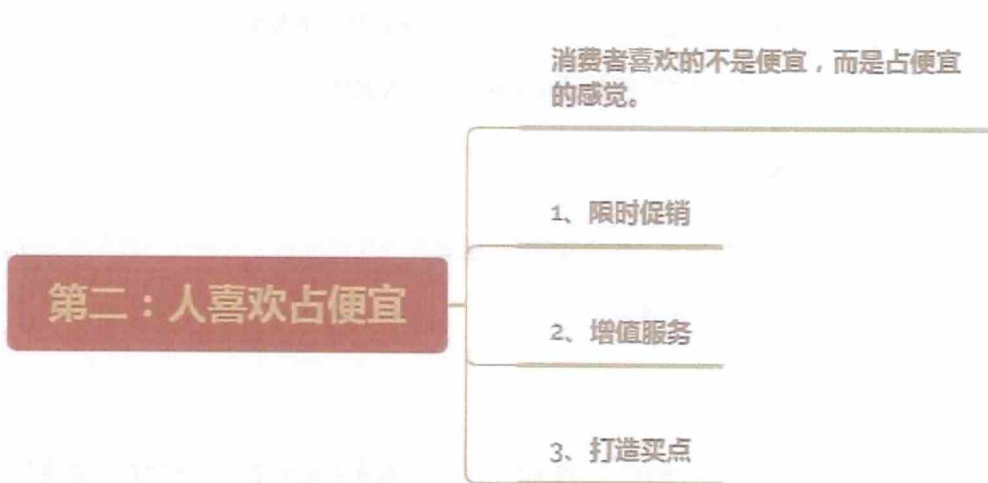 消费者喜欢的不是便宜，而是占便宜
的感觉。
1、限时促销
第二：人喜欢占便宜
2、增值服务
3、打造买点